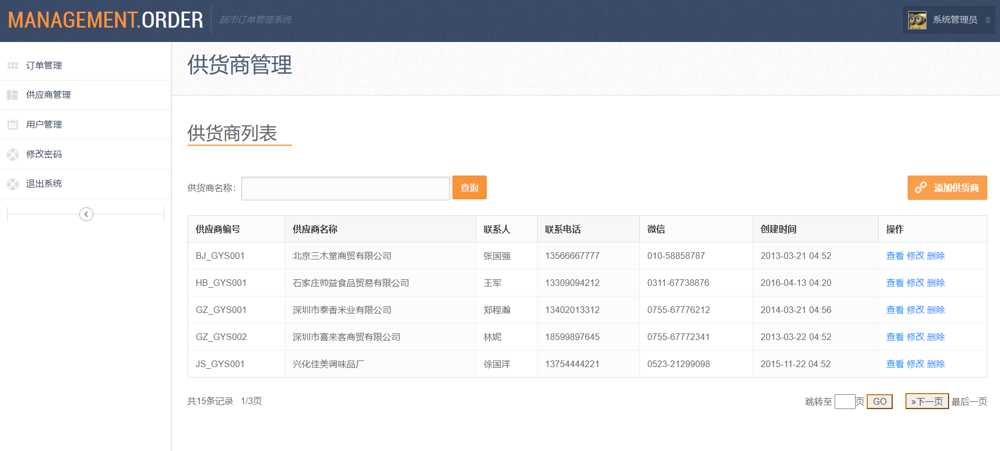 MANAGEMENT.ORDER 超市订单管理系统 系统管理员
订单管理
供应商管理
用户管理
修改密码
退出系统
供货商管理
供货商列表
供货商名称: 查询 添加供货商
供应商编号 供应商名称 联系人 联系电话 微信 创建时间 操作
BJ_GYS001 北京三木堂商贸有限公司 张国强 13566667777 010-58858787 2013-03-21 04:52 查看 修改 删除
HB_GYS001 石家庄帅益食品贸易有限公司 王军 13309094212 0311-67738876 2016-04-13 04:20 查看 修改 删除
GZ_GYS001 深圳市泰香米业有限公司 郑程瀚 13402013312 0755-67776212 2014-03-21 04:56 查看 修改 删除
GZ_GYS002 深圳市喜来客商贸有限公司 林妮 18599897645 0755-67772341 2013-03-22 04:52 查看 修改 删除
JS_GYS001 兴化佳美调味品厂 徐国洋 13754444221 0523-21299098 2015-11-22 04:52 查看 修改 删除
共15条记录 1/3页 跳转至 页 GO »下一页 最后一页